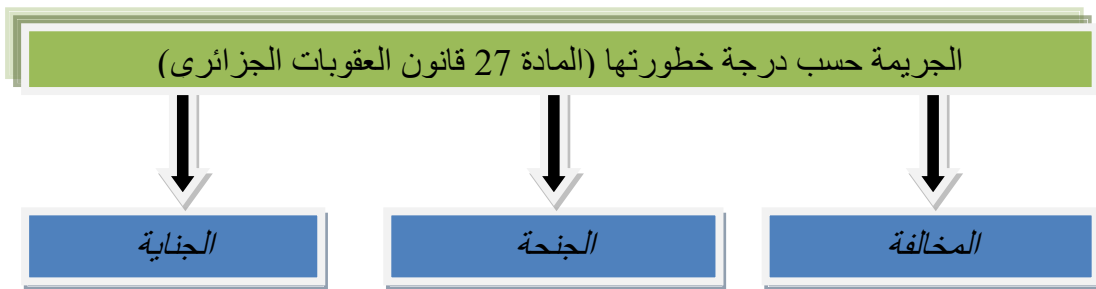 الجريمة حسب درجة خطورتها (المادة 27 قانون العقوبات الجزائرى)
المخالفة
الجنحة
الجناية